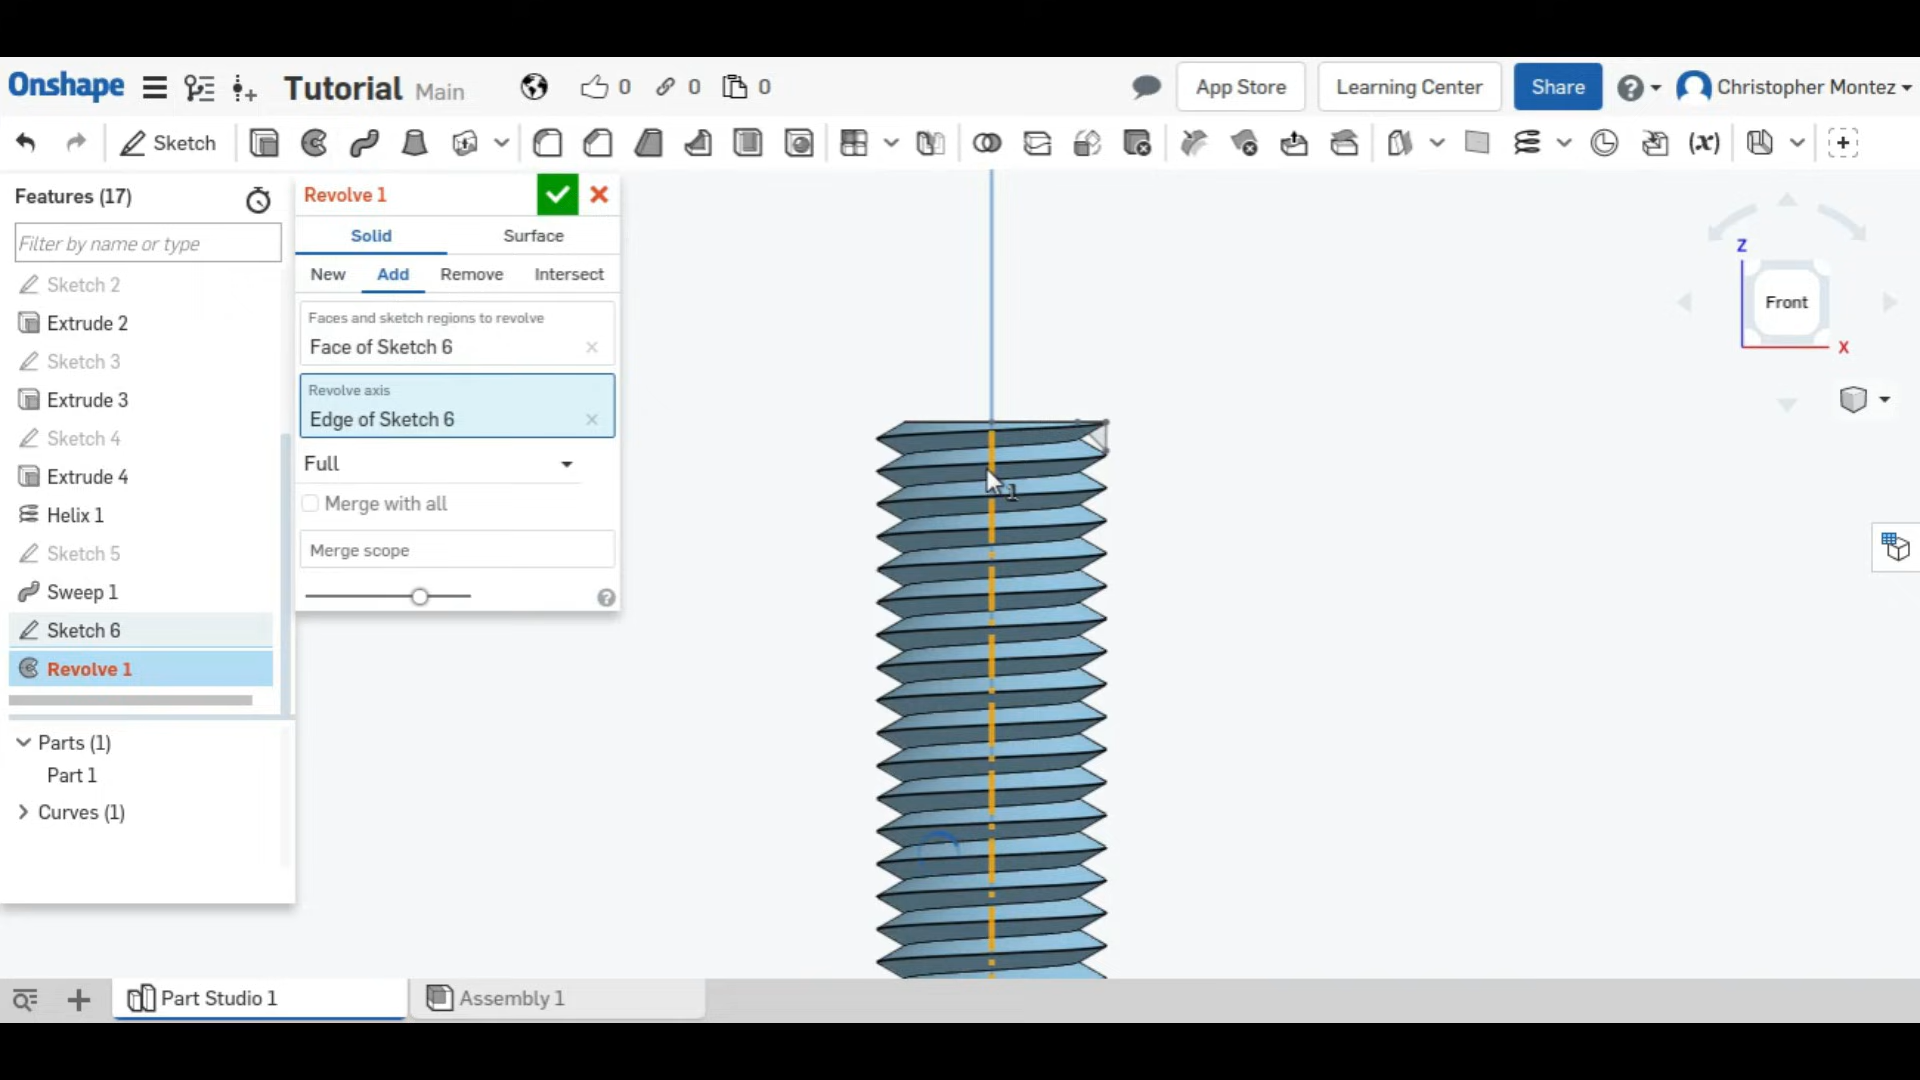 Onshape Tutorial Main 0 0 0 App Store Learning Center Share Christopher Montez
Sketch (x)
Features (17)
Filter by name or type
Sketch 2
Extrude 2
Sketch 3
Extrude 3
Sketch 4
Extrude 4
Helix 1
Sketch 5
Sweep 1
Sketch 6
Revolve 1
Parts (1)
Part 1
Curves (1)
Revolve 1
Solid Surface
New Add Remove Intersect
Faces and sketch regions to revolve
Face of Sketch 6
Revolve axis
Edge of Sketch 6
Full
Merge with all
Merge scope
Z
Front
X
1
Part Studio 1 Assembly 1